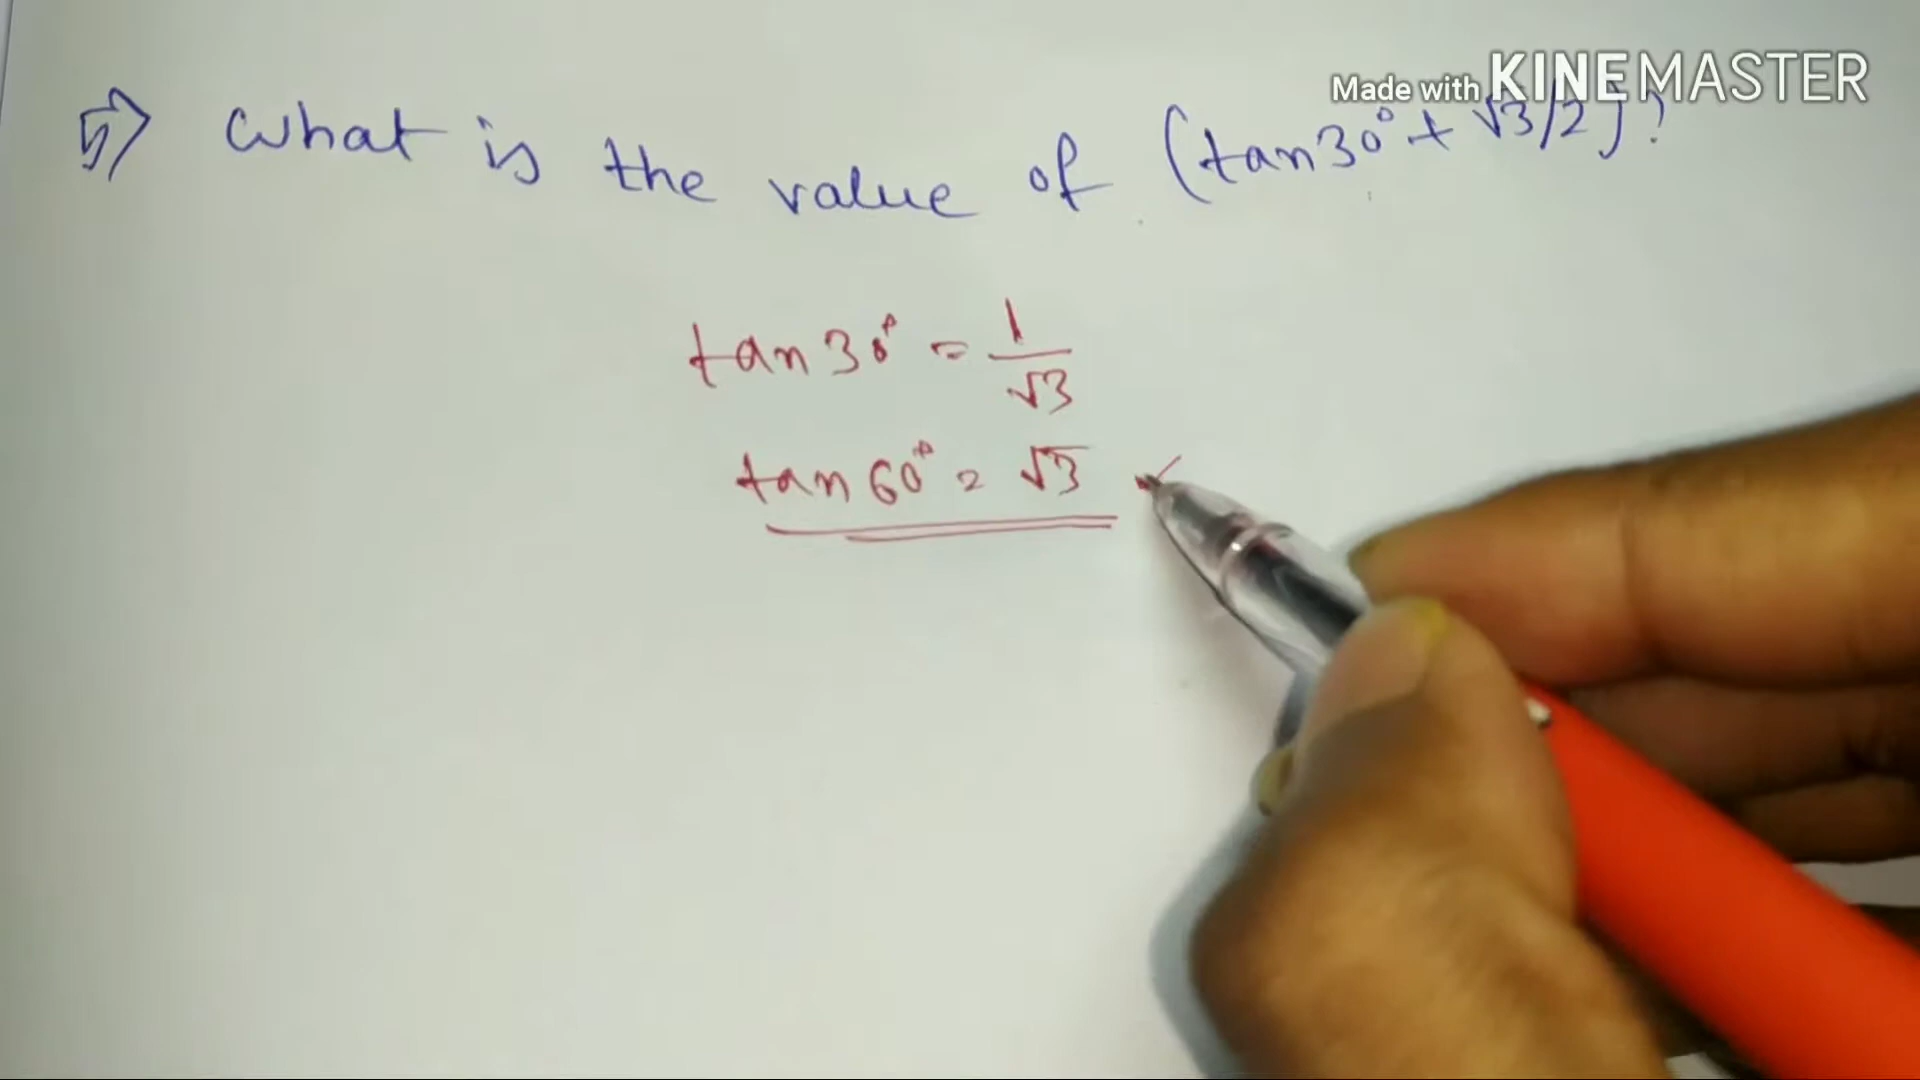 Made with KINEMASTER
5) What is the value of (tan30° + √3/2)?
tan 30° = 1/√3
tan 60° = √3